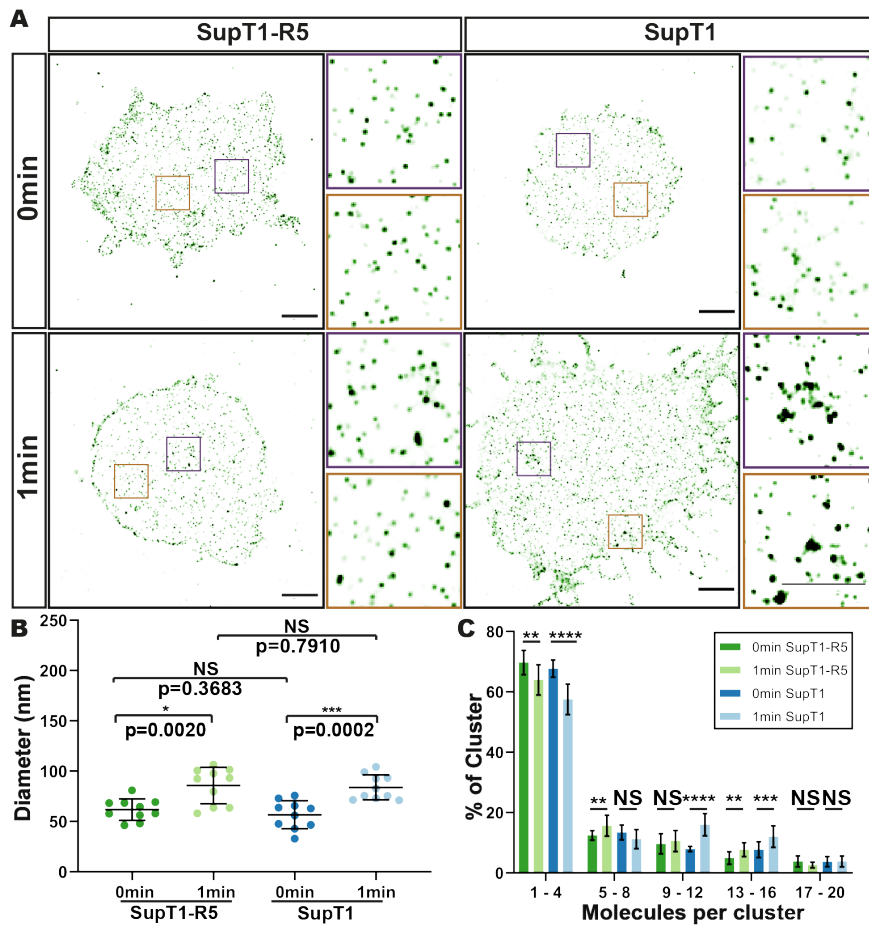 A
SupT1-R5
SupT1
0min
1min
B
250
200
150
100
50
0
Diameter (nm)
NS
p=0.7910
NS
p=0.3683
*
p=0.0020
***
p=0.0002
0min
1min
0min
1min
SupT1-R5
SupT1
C
80
60
40
20
0
% of Cluster
** ****
** NS
NS ****
** ***
NS NS
0min SupT1-R5
1min SupT1-R5
0min SupT1
1min SupT1
1 - 4
5 - 8
9 - 12
13 - 16
17 - 20
Molecules per cluster